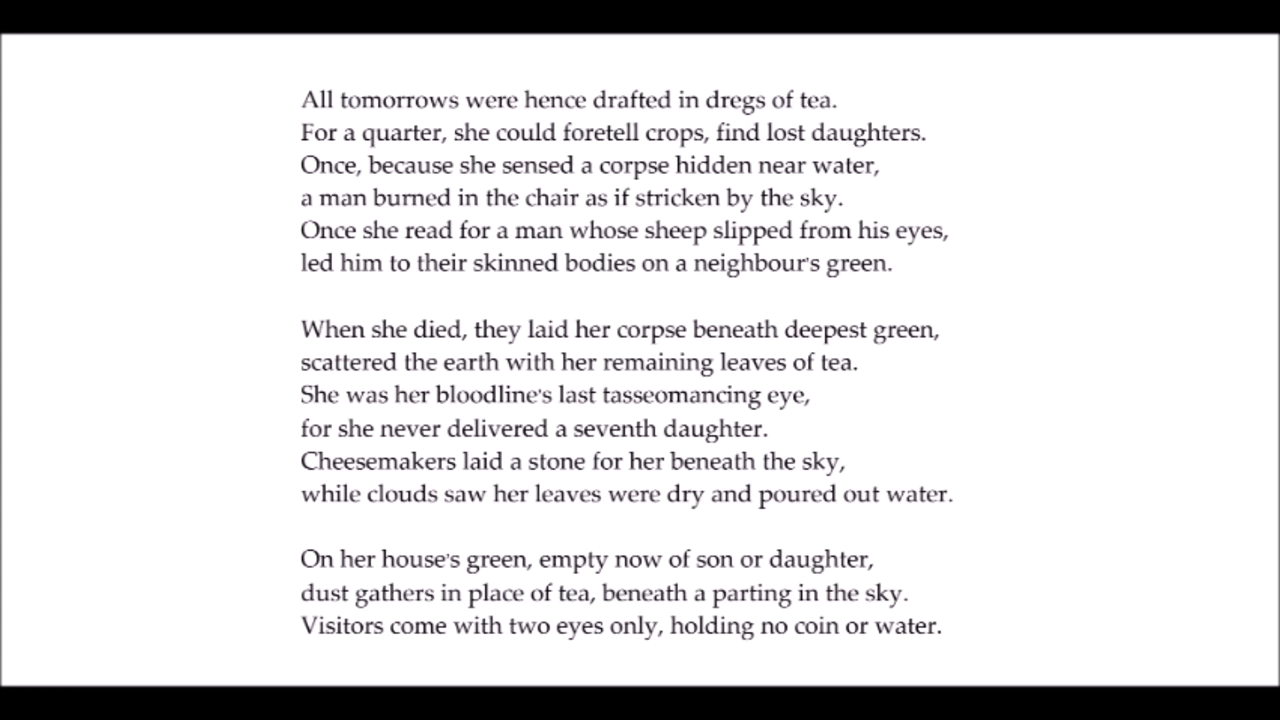 All tomorrows were hence drafted in dregs of tea.
For a quarter, she could foretell crops, find lost daughters.
Once, because she sensed a corpse hidden near water,
a man burned in the chair as if stricken by the sky.
Once she read for a man whose sheep slipped from his eyes,
led him to their skinned bodies on a neighbour's green.
When she died, they laid her corpse beneath deepest green,
scattered the earth with her remaining leaves of tea.
She was her bloodline's last tasseomancing eye,
for she never delivered a seventh daughter.
Cheesemakers laid a stone for her beneath the sky,
while clouds saw her leaves were dry and poured out water.
On her house's green, empty now of son or daughter,
dust gathers in place of tea, beneath a parting in the sky.
Visitors come with two eyes only, holding no coin or water.